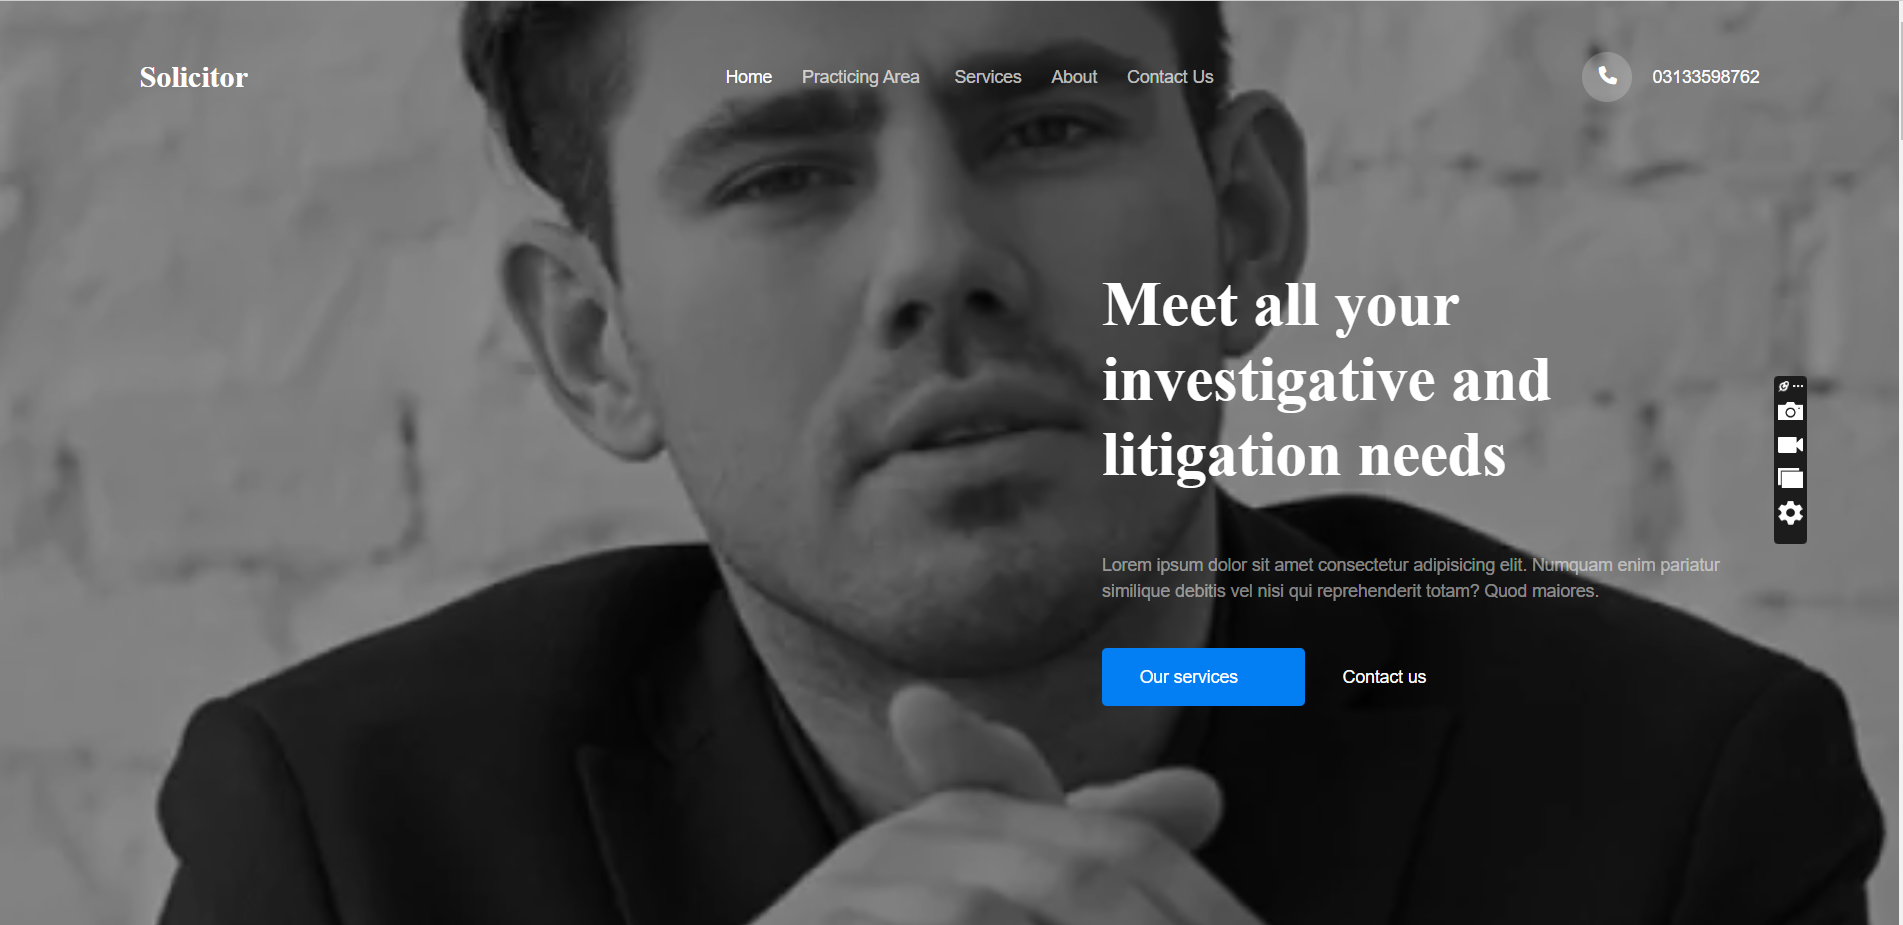 Solicitor
Home Practicing Area Services About Contact Us
03133598762
Meet all your
investigative and
litigation needs
Lorem ipsum dolor sit amet consectetur adipisicing elit. Numquam enim pariatur
similique debitis vel nisi qui reprehenderit totam? Quod maiores.
Our services
Contact us